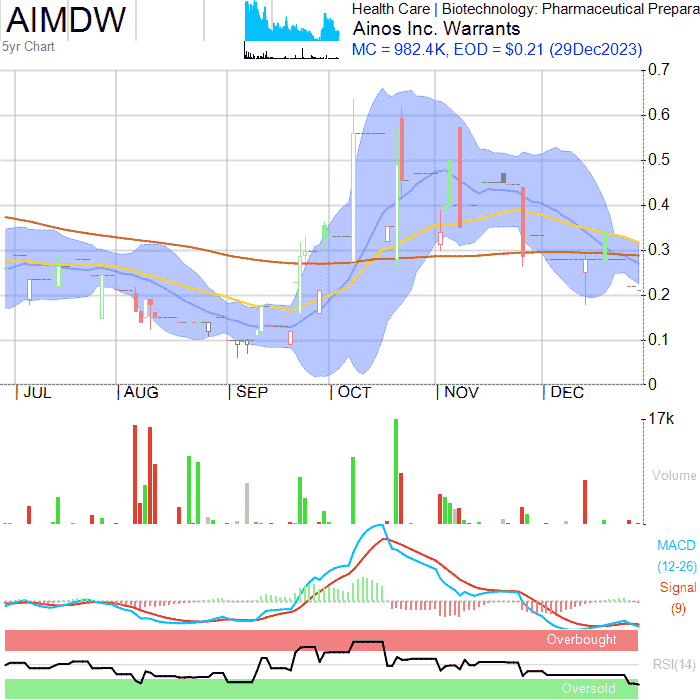 AIMDW
5yr Chart
Health Care | Biotechnology: Pharmaceutical Prepara
Ainos Inc. Warrants
MC = 982.4K, EOD = $0.21 (29Dec2023)
0.7
0.6
0.5
0.4
0.3
0.2
0.1
0
JUL
AUG
SEP
OCT
NOV
DEC
17k
Volume
MACD
(12-26)
Signal
(9)
Overbought
RSI(14)
Oversold